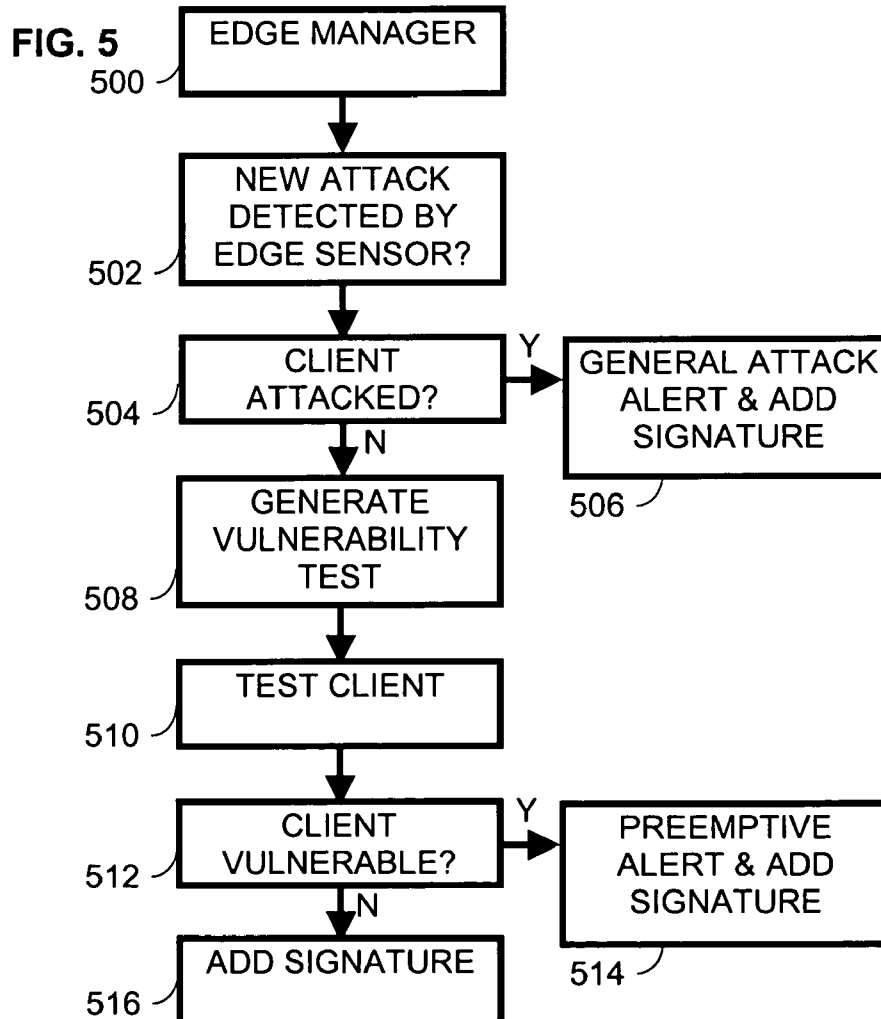 FIG. 5
EDGE MANAGER
500
NEW ATTACK
DETECTED BY
EDGE SENSOR?
502
CLIENT
ATTACKED?
504
Y
GENERAL ATTACK
ALERT & ADD
SIGNATURE
506
N
GENERATE
VULNERABILITY
TEST
508
TEST CLIENT
510
CLIENT
VULNERABLE?
512
Y
PREEMPTIVE
ALERT & ADD
SIGNATURE
514
N
ADD SIGNATURE
516